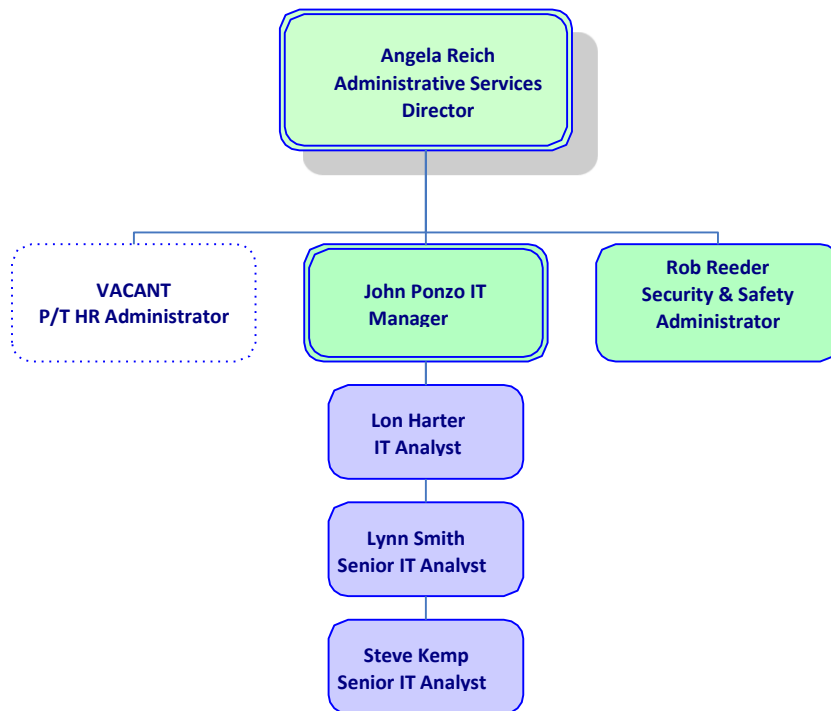 Angela Reich
Administrative Services
Director
VACANT
P/T HR Administrator
John Ponzo IT
Manager
Rob Reeder
Security & Safety
Administrator
Lon Harter
IT Analyst
Lynn Smith
Senior IT Analyst
Steve Kemp
Senior IT Analyst